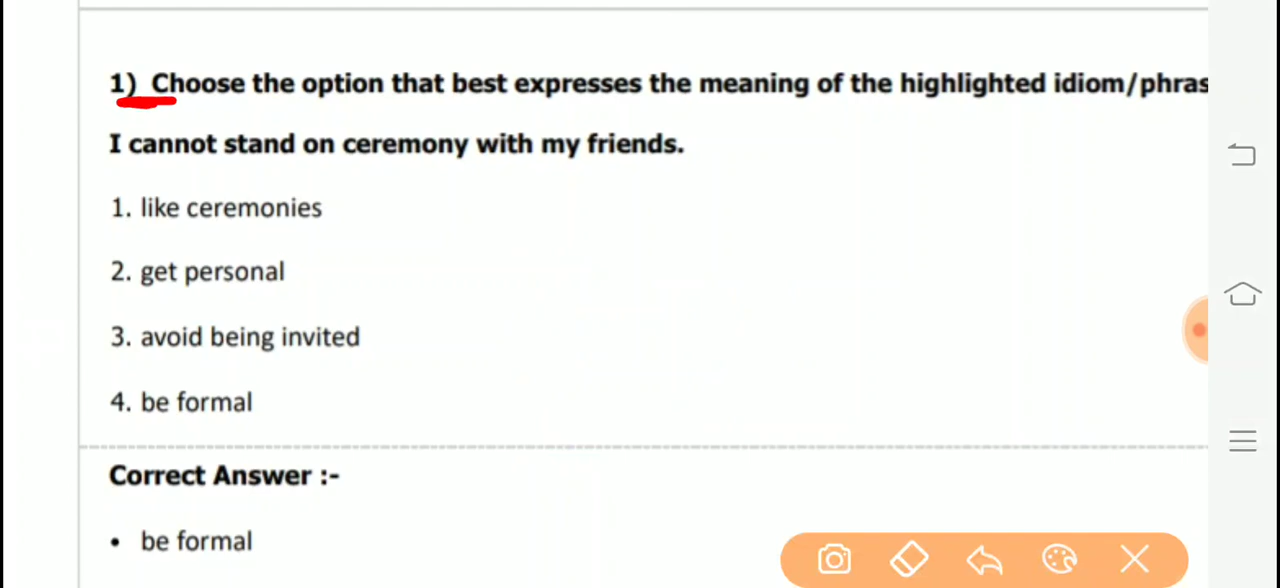 1) Choose the option that best expresses the meaning of the highlighted idiom/phras
I cannot stand on ceremony with my friends.
1. like ceremonies
2. get personal
3. avoid being invited
4. be formal
Correct Answer :-
• be formal